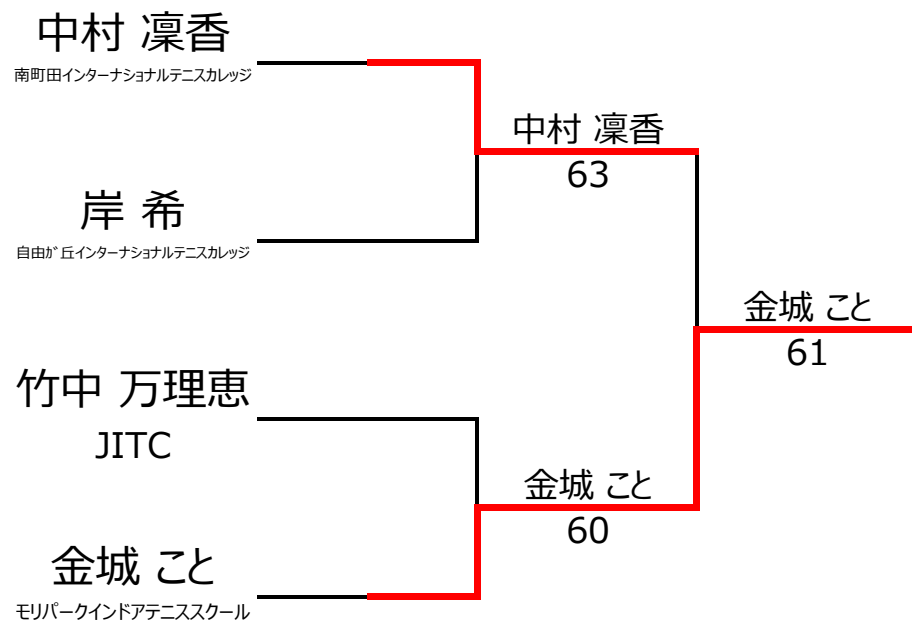 中村 凜香
南町田インターナショナルテニスカレッジ
中村 凜香
63
岸 希
自由が丘インターナショナルテニスカレッジ
金城 こと
61
竹中 万理恵
JITC
金城 こと
60
金城 こと
モリパークインドアテニススクール